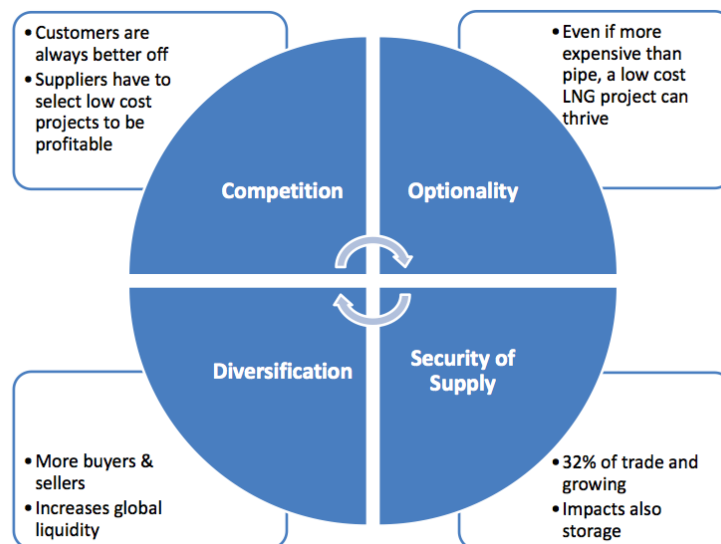 • Customers are
always better off
• Suppliers have to
select low cost
projects to be
profitable
• Even if more
expensive than
pipe, a low cost
LNG project can
thrive
Competition
Optionality
Diversification
Security of
Supply
• More buyers &
sellers
• Increases global
liquidity
• 32% of trade and
growing
• Impacts also
storage